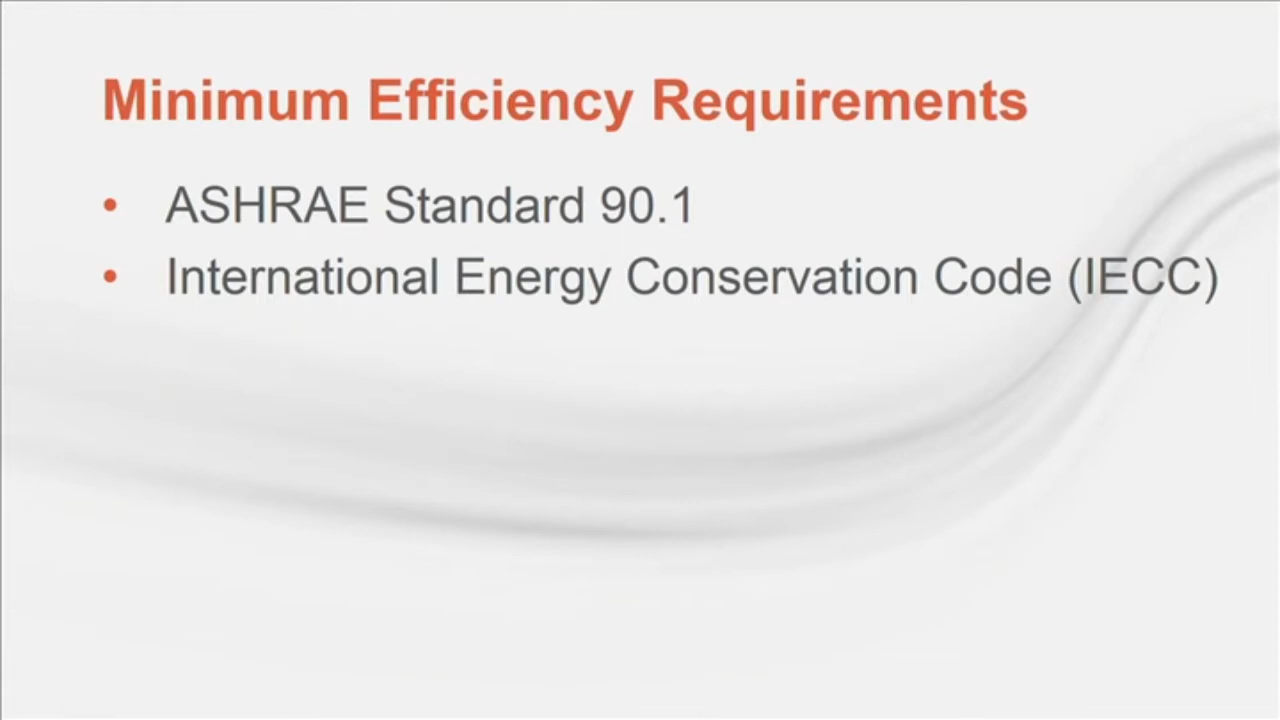 Minimum Efficiency Requirements
• ASHRAE Standard 90.1
• International Energy Conservation Code (IECC)